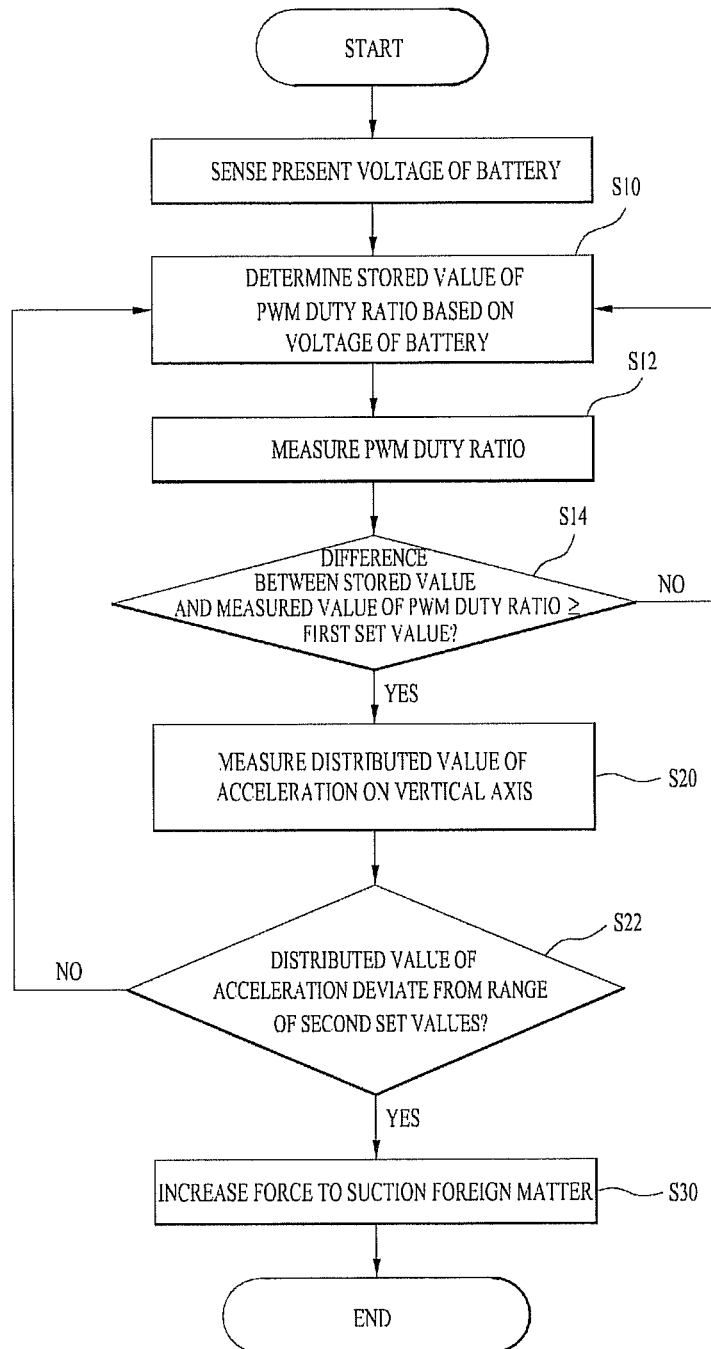 START
SENSE PRESENT VOLTAGE OF BATTERY
S10
DETERMINE STORED VALUE OF
PWM DUTY RATIO BASED ON
VOLTAGE OF BATTERY
S12
MEASURE PWM DUTY RATIO
S14
DIFFERENCE
BETWEEN STORED VALUE
AND MEASURED VALUE OF PWM DUTY RATIO ≥
FIRST SET VALUE?
NO
YES
MEASURE DISTRIBUTED VALUE OF
ACCELERATION ON VERTICAL AXIS
S20
S22
NO
DISTRIBUTED VALUE OF
ACCELERATION DEVIATE FROM RANGE
OF SECOND SET VALUES?
YES
INCREASE FORCE TO SUCTION FOREIGN MATTER
S30
END